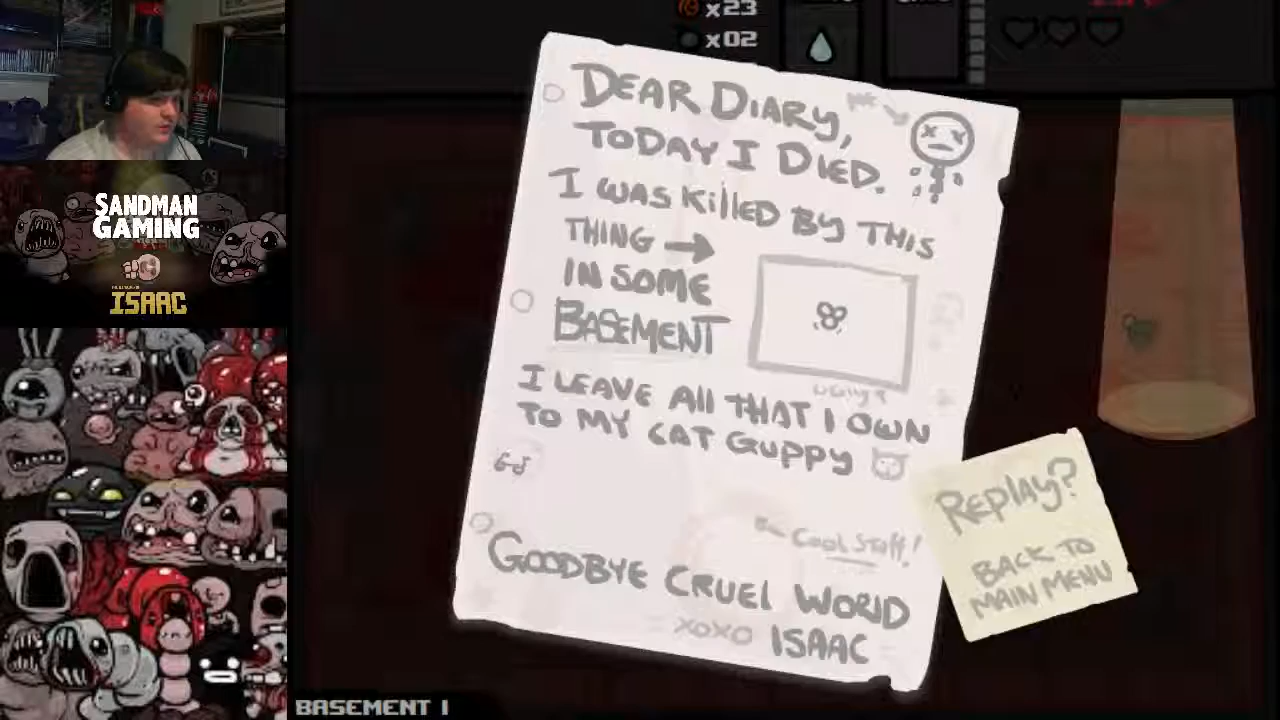 x23
x02
SANDMAN
GAMING
ISAAC
DEAR DIARY,
TODAY I DIED.
I WAS KILLED BY THIS
THING →
IN SOME
BASEMENT
I LEAVE ALL THAT I OWN
TO MY CAT GUPPY
COOL STUFF!
GOODBYE CRUEL WORLD
XOXO ISAAC
REPLAY?
BACK TO
MAIN MENU
BASEMENT I